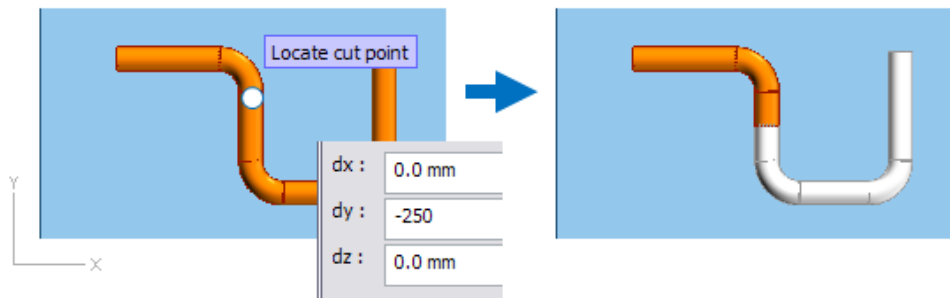 Locate cut point
dx : 0.0 mm
dy : -250
dz : 0.0 mm
Y
X